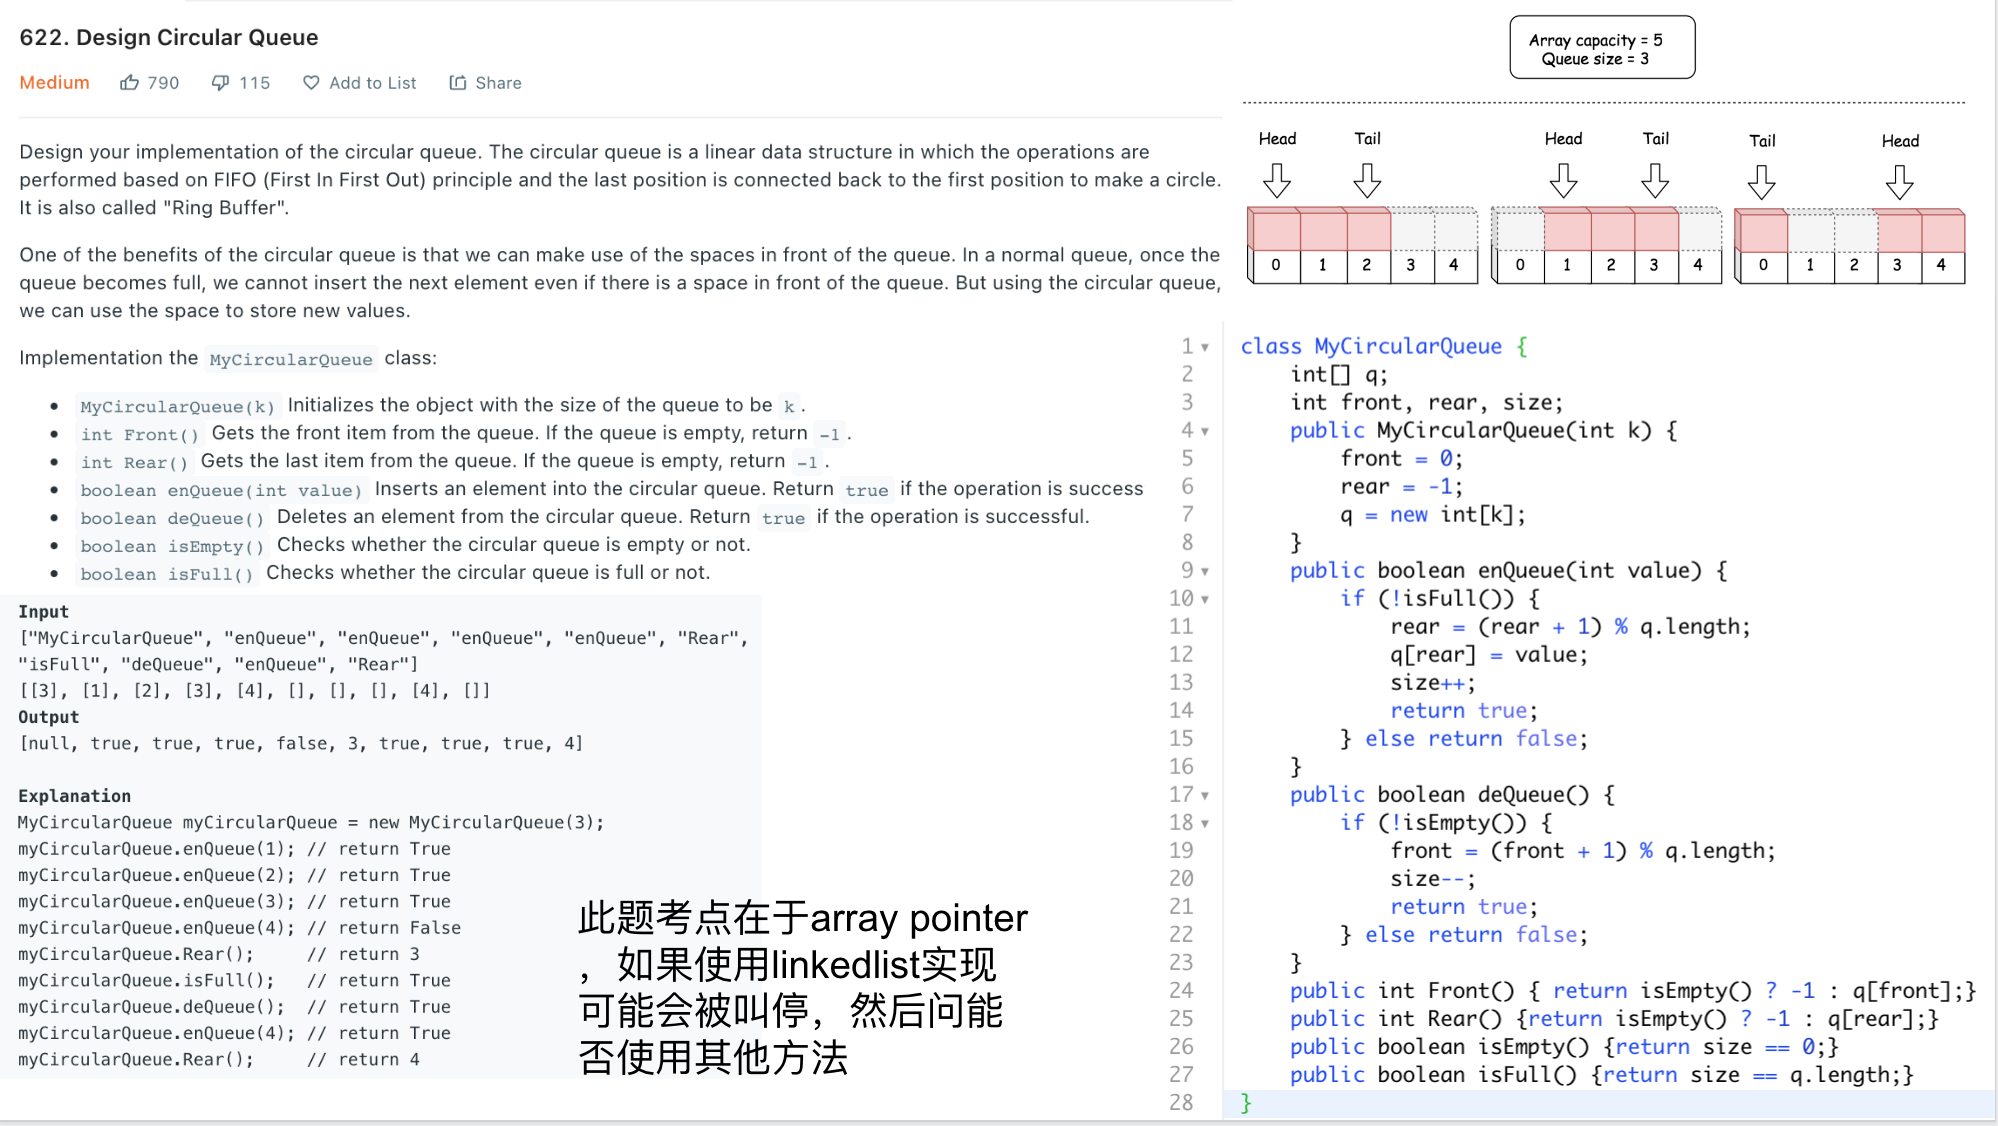 622. Design Circular Queue
Medium 790 115 Add to List Share
Design your implementation of the circular queue. The circular queue is a linear data structure in which the operations are
performed based on FIFO (First In First Out) principle and the last position is connected back to the first position to make a circle.
It is also called "Ring Buffer".
One of the benefits of the circular queue is that we can make use of the spaces in front of the queue. In a normal queue, once the
queue becomes full, we cannot insert the next element even if there is a space in front of the queue. But using the circular queue,
we can use the space to store new values.
Implementation the MyCircularQueue class:
• MyCircularQueue(k) Initializes the object with the size of the queue to be k.
• int Front() Gets the front item from the queue. If the queue is empty, return -1.
• int Rear() Gets the last item from the queue. If the queue is empty, return -1.
• boolean enQueue(int value) Inserts an element into the circular queue. Return true if the operation is success
• boolean deQueue() Deletes an element from the circular queue. Return true if the operation is successful.
• boolean isEmpty() Checks whether the circular queue is empty or not.
• boolean isFull() Checks whether the circular queue is full or not.
Input
["MyCircularQueue", "enQueue", "enQueue", "enQueue", "enQueue", "Rear",
"isFull", "deQueue", "enQueue", "Rear"]
[[3], [1], [2], [3], [4], [], [], [], [4], []]
Output
[null, true, true, true, false, 3, true, true, true, 4]
Explanation
MyCircularQueue myCircularQueue = new MyCircularQueue(3);
myCircularQueue.enQueue(1); // return True
myCircularQueue.enQueue(2); // return True
myCircularQueue.enQueue(3); // return True
myCircularQueue.enQueue(4); // return False
myCircularQueue.Rear();     // return 3
myCircularQueue.isFull();   // return True
myCircularQueue.deQueue();  // return True
myCircularQueue.enQueue(4); // return True
myCircularQueue.Rear();     // return 4
此题考点在于array pointer
，如果使用linkedlist实现
可能会被叫停，然后问能
否使用其他方法
Array capacity = 5
Queue size = 3
Head Tail Head Tail Tail Head
0 1 2 3 4 0 1 2 3 4 0 1 2 3 4
1 class MyCircularQueue {
2     int[] q;
3     int front, rear, size;
4     public MyCircularQueue(int k) {
5         front = 0;
6         rear = -1;
7         q = new int[k];
8     }
9     public boolean enQueue(int value) {
10         if (!isFull()) {
11             rear = (rear + 1) % q.length;
12             q[rear] = value;
13             size++;
14             return true;
15         } else return false;
16     }
17     public boolean deQueue() {
18         if (!isEmpty()) {
19             front = (front + 1) % q.length;
20             size--;
21             return true;
22         } else return false;
23     }
24     public int Front() { return isEmpty() ? -1 : q[front];}
25     public int Rear() {return isEmpty() ? -1 : q[rear];}
26     public boolean isEmpty() {return size == 0;}
27     public boolean isFull() {return size == q.length;}
28 }